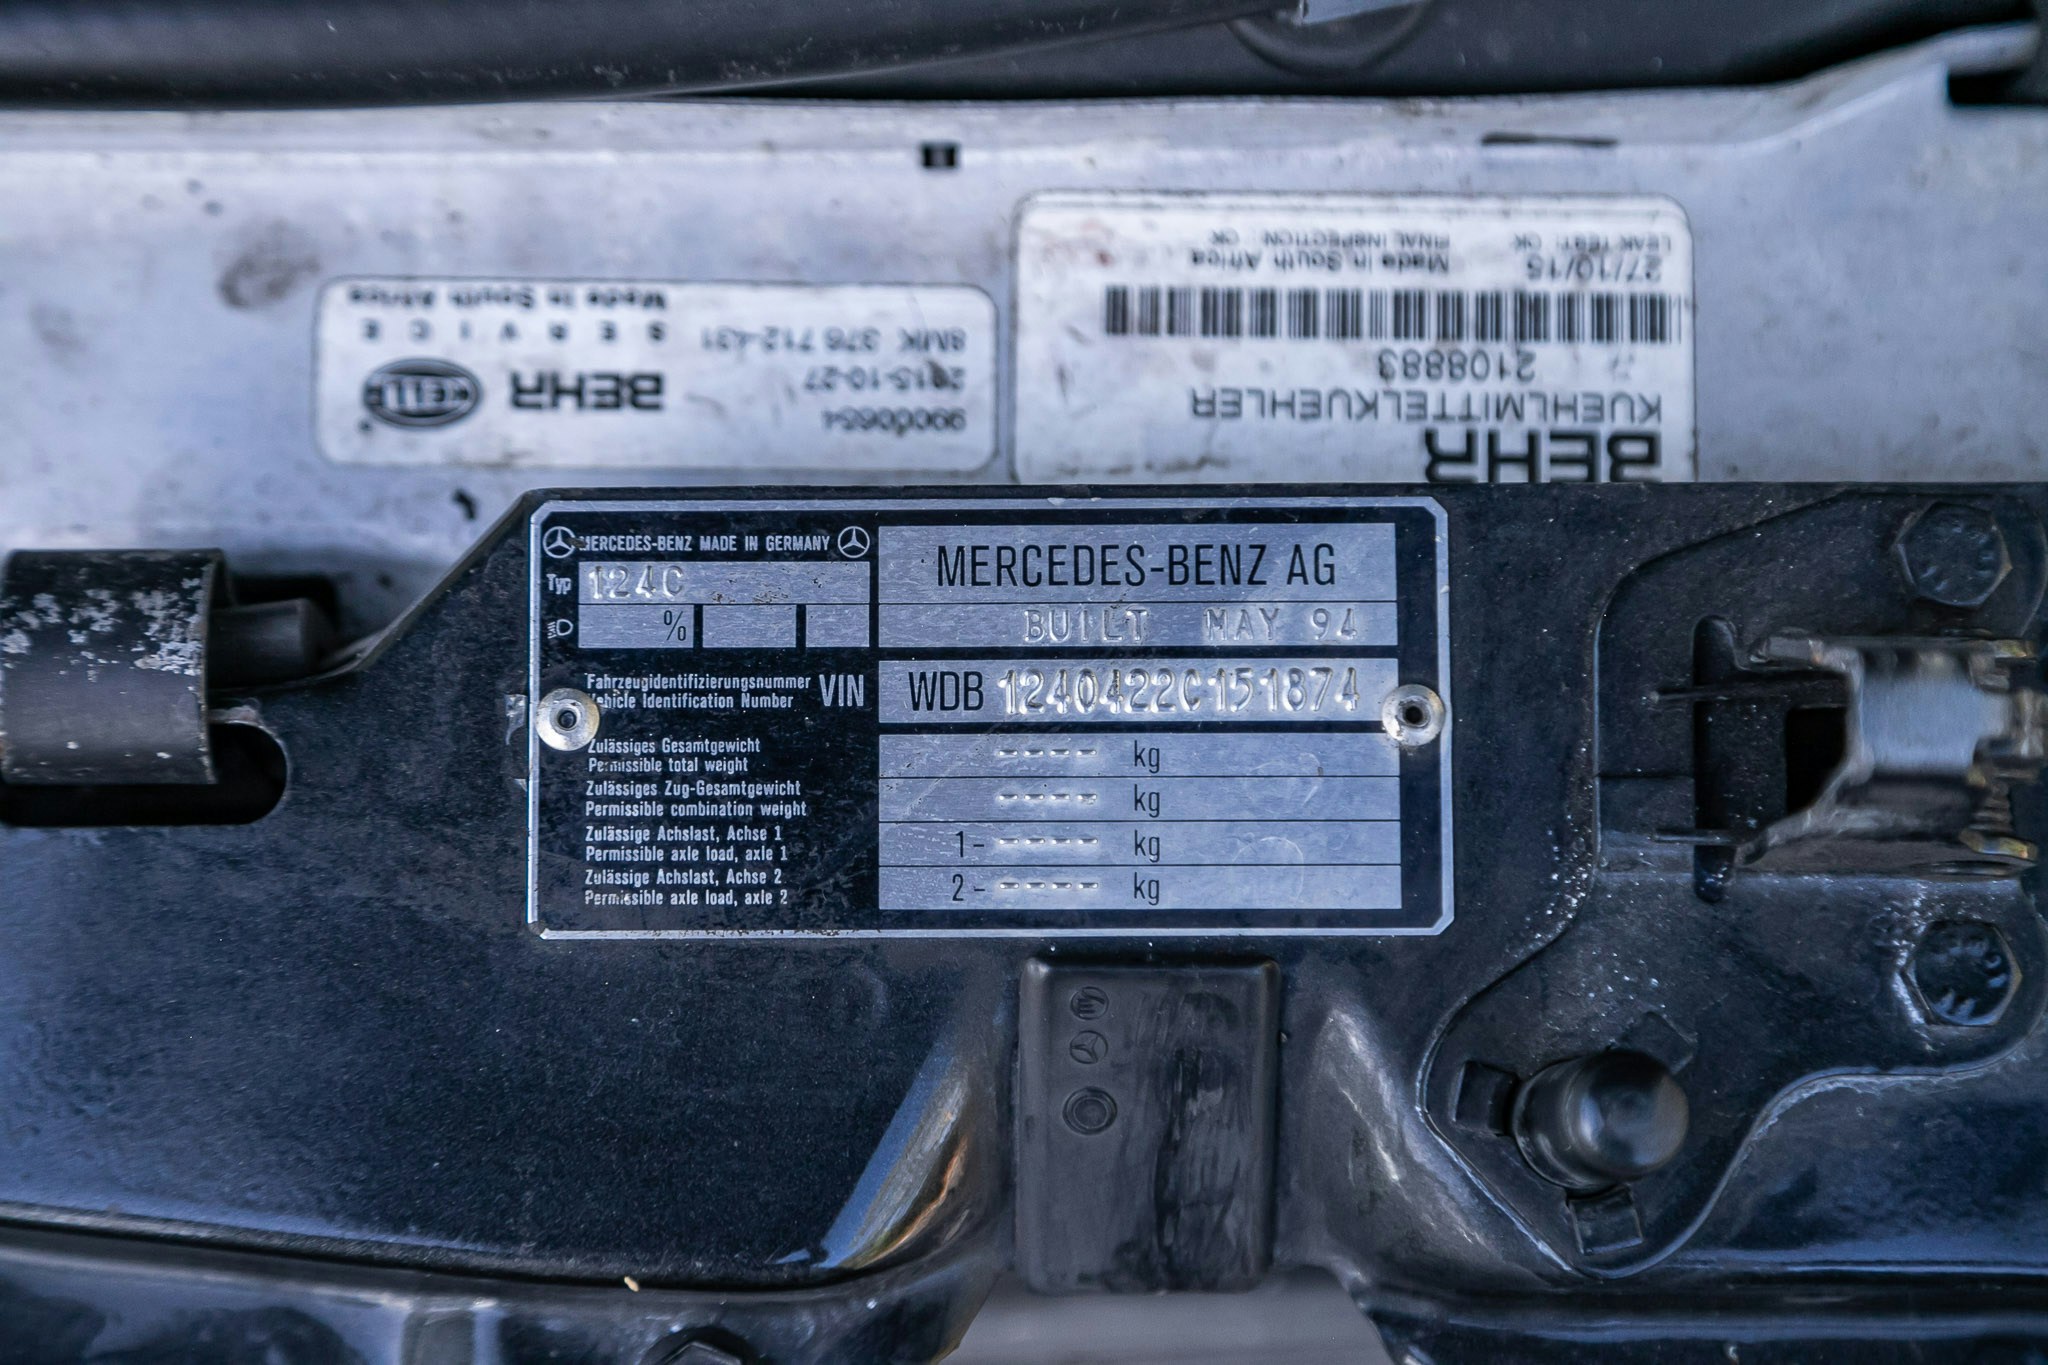 99000654
2015-10-27
8MK 376 712-431
BEHR
HELLA
SERVICE
Made in South Africa
BEHR
KUEHLMITTELKUEHLER
2108883
27/10/15
Made in South Africa
LEAK TEST: OK
FINAL INSPECTION: OK
MERCEDES-BENZ MADE IN GERMANY
Typ 124C
%
MERCEDES-BENZ AG
BUILT MAY 94
Fahrzeugidentifizierungsnummer
Vehicle Identification Number
VIN
WDB 1240422C151874
Zulässiges Gesamtgewicht
Permissible total weight
---- kg
Zulässiges Zug-Gesamtgewicht
Permissible combination weight
---- kg
Zulässige Achslast, Achse 1
Permissible axle load, axle 1
1- ---- kg
Zulässige Achslast, Achse 2
Permissible axle load, axle 2
2- ---- kg